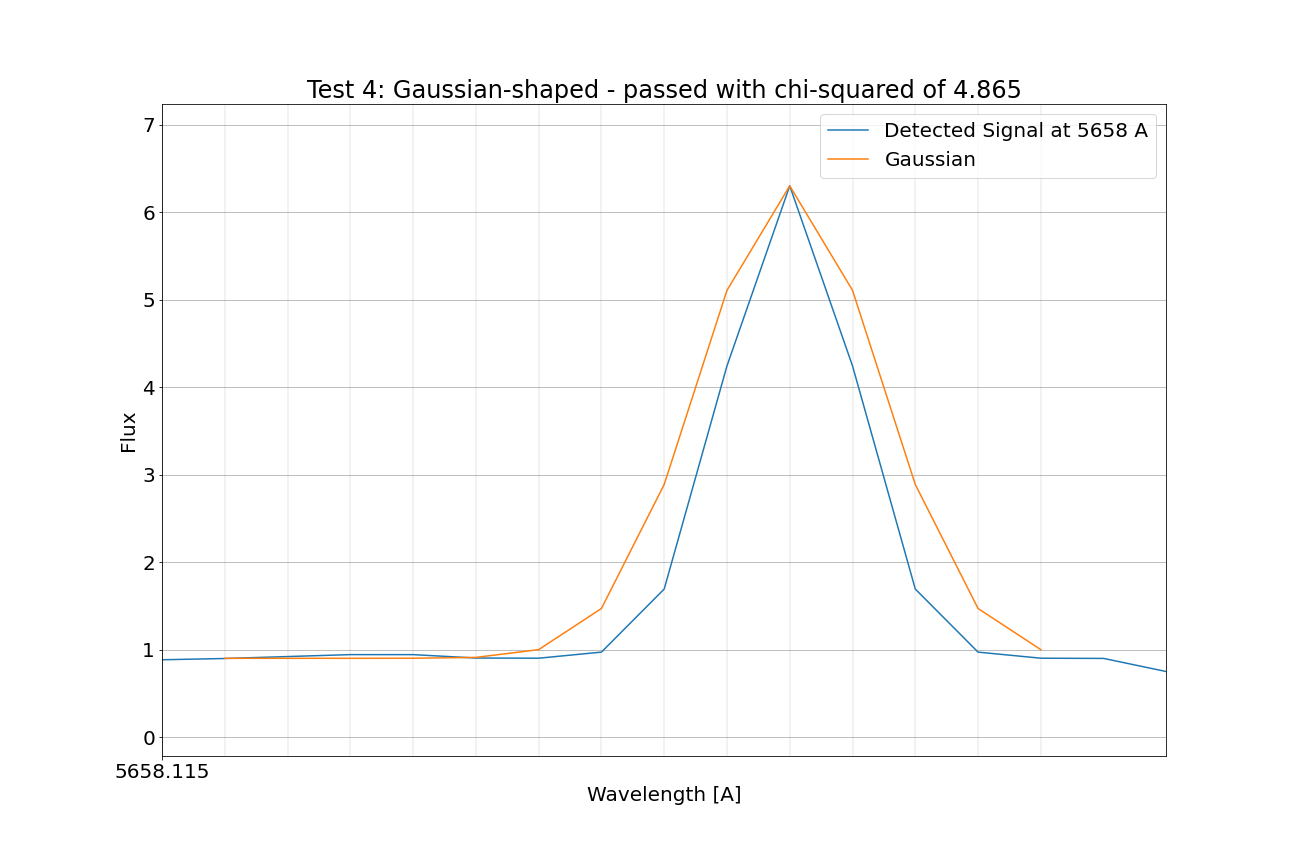 Test 4: Gaussian-shaped - passed with chi-squared of 4.865
Detected Signal at 5658 A
Gaussian
7
6
5
4
3
2
1
0
Flux
5658.115
Wavelength [A]